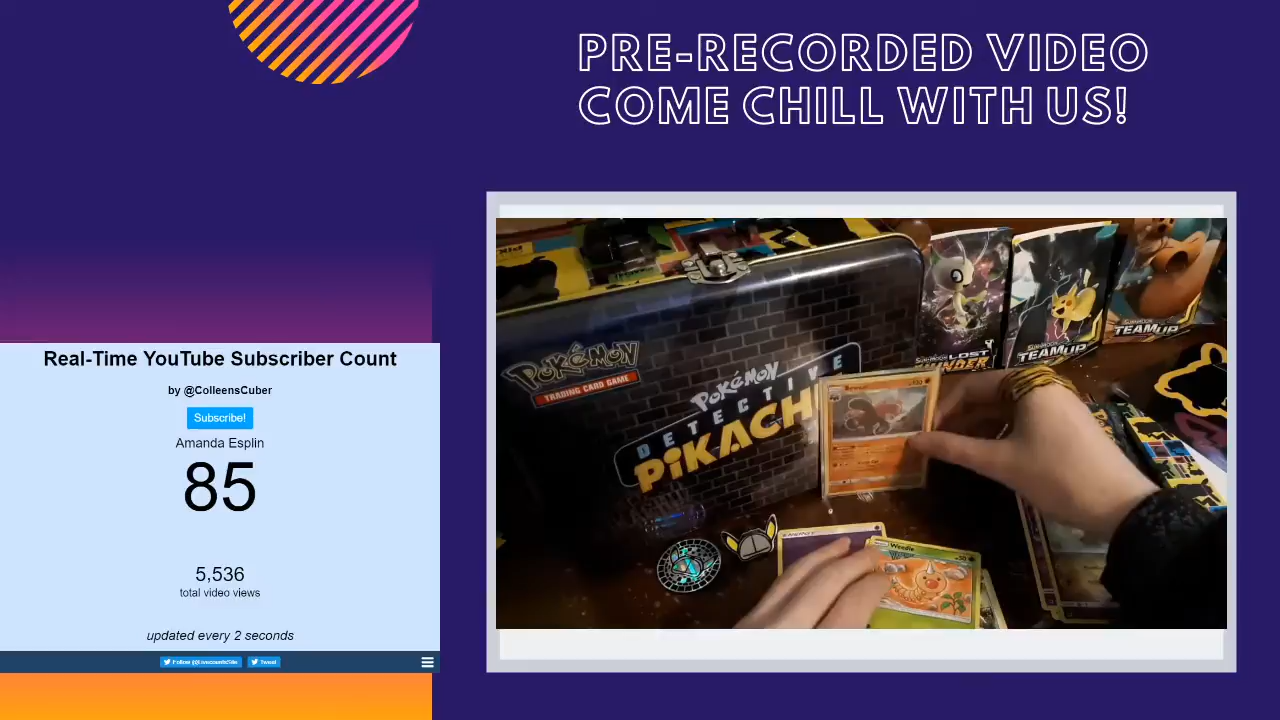 PRE-RECORDED VIDEO
COME CHILL WITH US!
Real-Time YouTube Subscriber Count
by @ColleensCuber
Subscribe!
Amanda Esplin
85
5,536
total video views
updated every 2 seconds
Tweet
POKÉMON
TRADING CARD GAME
POKÉMON
DETECTIVE
PIKACH
LOST
TEAM UP
TEAM UP
Weedle